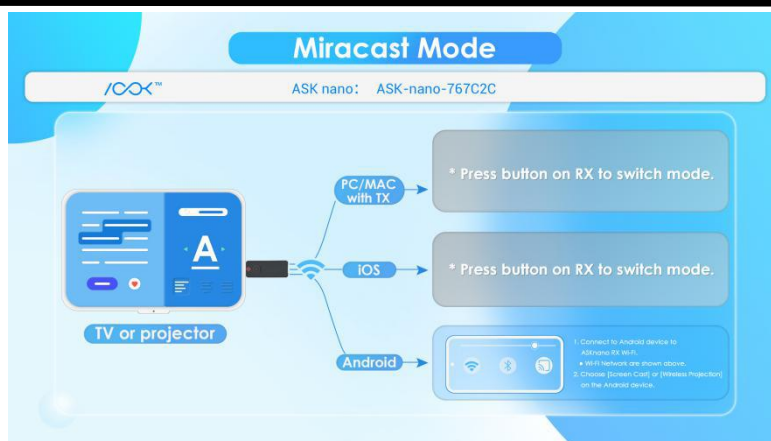 Miracast Mode
ASK nano： ASK-nano-767C2C
PC/MAC
with TX
* Press button on RX to switch mode.
A
iOS
* Press button on RX to switch mode.
TV or projector
Android
1. Connect to Android device to
ASKnano RX Wi-Fi.
• Wi-Fi Network are shown above.
2. Choose [Screen Cast] or [Wireless Projection]
on the Android device.